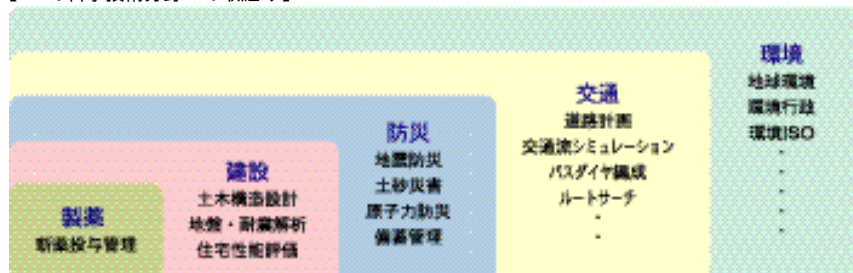 環境
地球環境
環境行政
環境ISO
・
・
・
・
交通
道路計画
交通流シミュレーション
バスダイヤ編成
ルートサーチ
・
・
防災
地震防災
土砂災害
原子力防災
備蓄管理
建設
土木構造設計
地盤・耐震解析
住宅性能評価
製薬
新薬投与管理